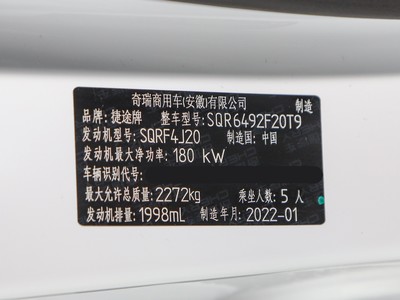 奇瑞商用车(安徽)有限公司 制造
品牌: 捷途牌 整车型号: SQR6492F20T9
发动机型号: SQRF4J20 制造国: 中国
发动机最大净功率: 180 kW
车辆识别代号:
最大允许总质量: 2272kg 乘坐人数: 5 人
发动机排量: 1998mL 制造年月: 2022-01